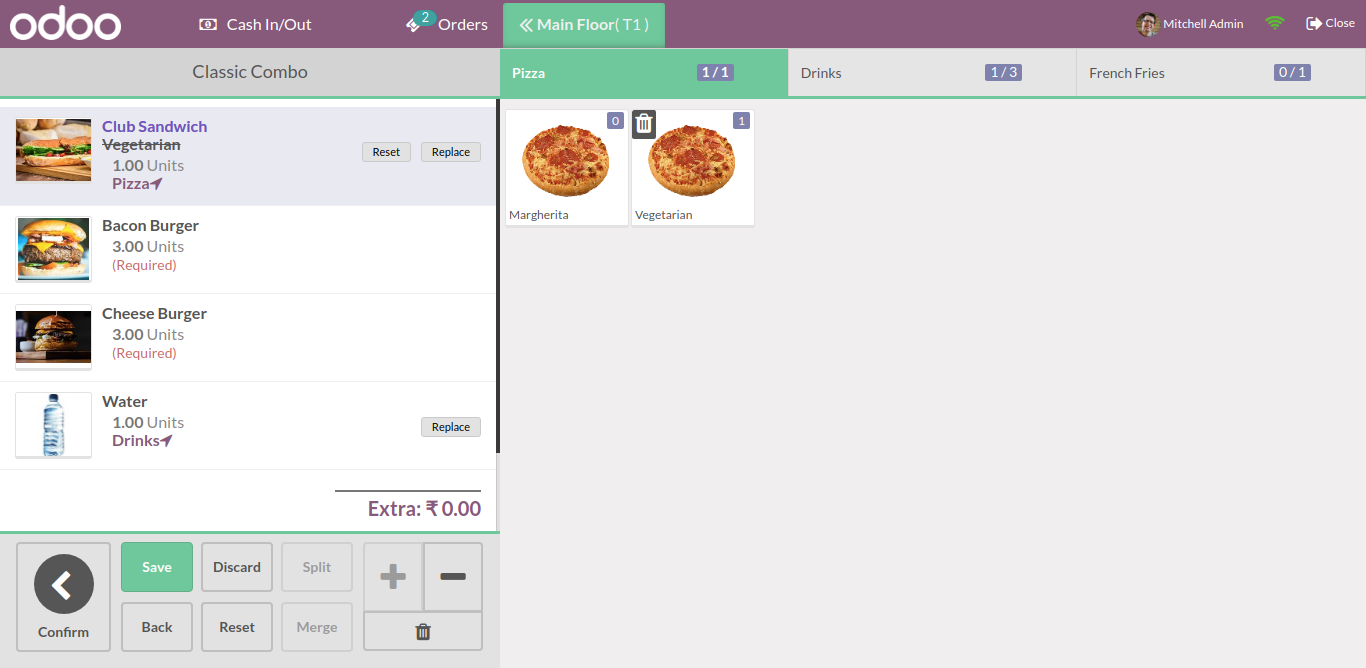 odoo
Cash In/Out
2
Orders
Main Floor( T1 )
Mitchell Admin
Close
Classic Combo
Pizza
1 / 1
Drinks
1 / 3
French Fries
0 / 1
Club Sandwich
Vegetarian
1.00 Units
Pizza
Reset
Replace
Bacon Burger
3.00 Units
(Required)
Cheese Burger
3.00 Units
(Required)
Water
1.00 Units
Drinks
Replace
Extra: ₹ 0.00
0
Margherita
1
Vegetarian
Confirm
Save
Discard
Split
Back
Reset
Merge